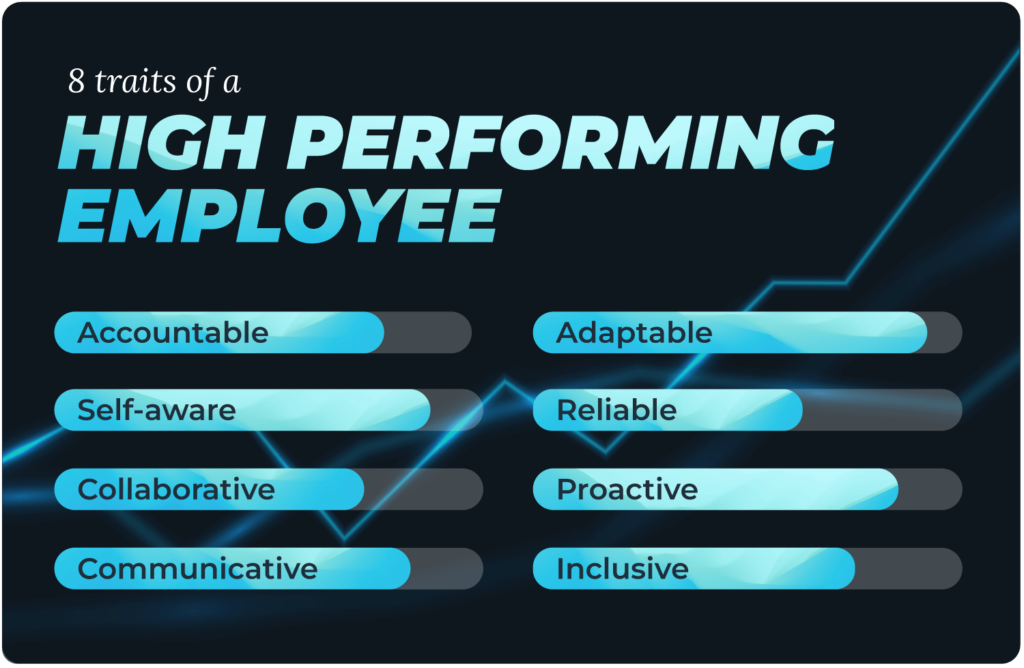 8 traits of a
HIGH PERFORMING
EMPLOYEE
Accountable
Adaptable
Self-aware
Reliable
Collaborative
Proactive
Communicative
Inclusive